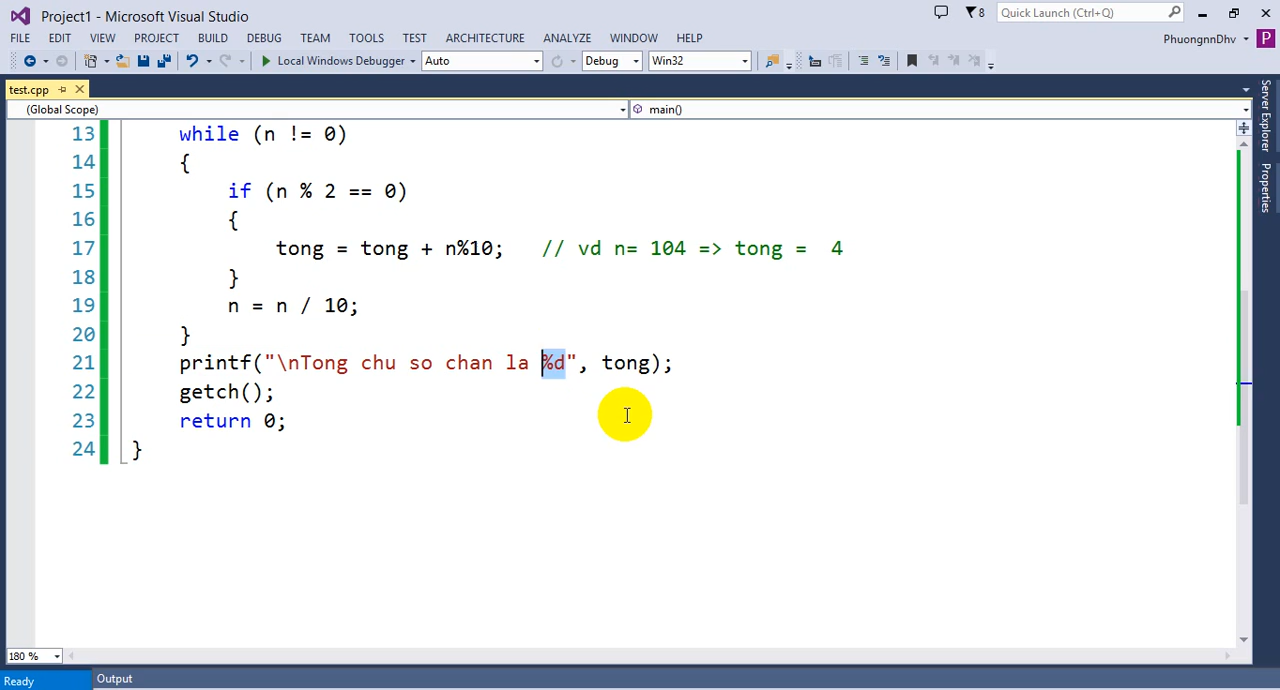 Project1 - Microsoft Visual Studio
8
Quick Launch (Ctrl+Q)
FILE EDIT VIEW PROJECT BUILD DEBUG TEAM TOOLS TEST ARCHITECTURE ANALYZE WINDOW HELP
PhuongnnDhv P
Local Windows Debugger Auto Debug Win32
test.cpp
(Global Scope) main()
13 while (n != 0)
14 {
15 if (n % 2 == 0)
16 {
17 tong = tong + n%10; // vd n= 104 => tong = 4
18 }
19 n = n / 10;
20 }
21 printf("\nTong chu so chan la %d", tong);
22 getch();
23 return 0;
24 }
Server Explorer
Properties
180 %
Ready
Output